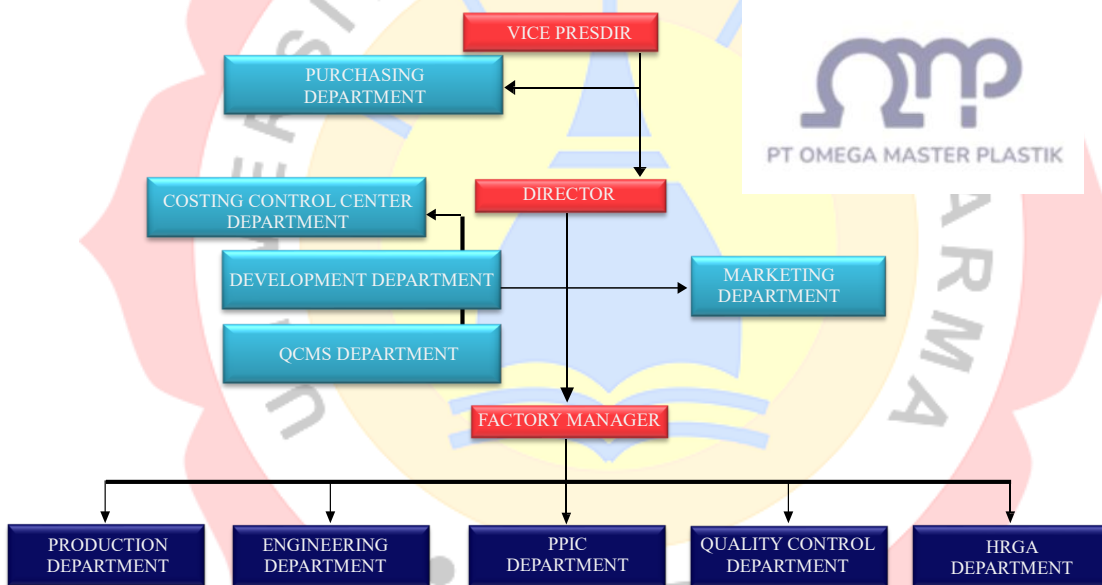 VICE PRESDIR
PURCHASING
DEPARTMENT
PT OMEGA MASTER PLASTIK
COSTING CONTROL CENTER
DEPARTMENT
DIRECTOR
DEVELOPMENT DEPARTMENT
MARKETING
DEPARTMENT
QCMS DEPARTMENT
FACTORY MANAGER
PRODUCTION
DEPARTMENT
ENGINEERING
DEPARTMENT
PPIC
DEPARTMENT
QUALITY CONTROL
DEPARTMENT
HRGA
DEPARTMENT